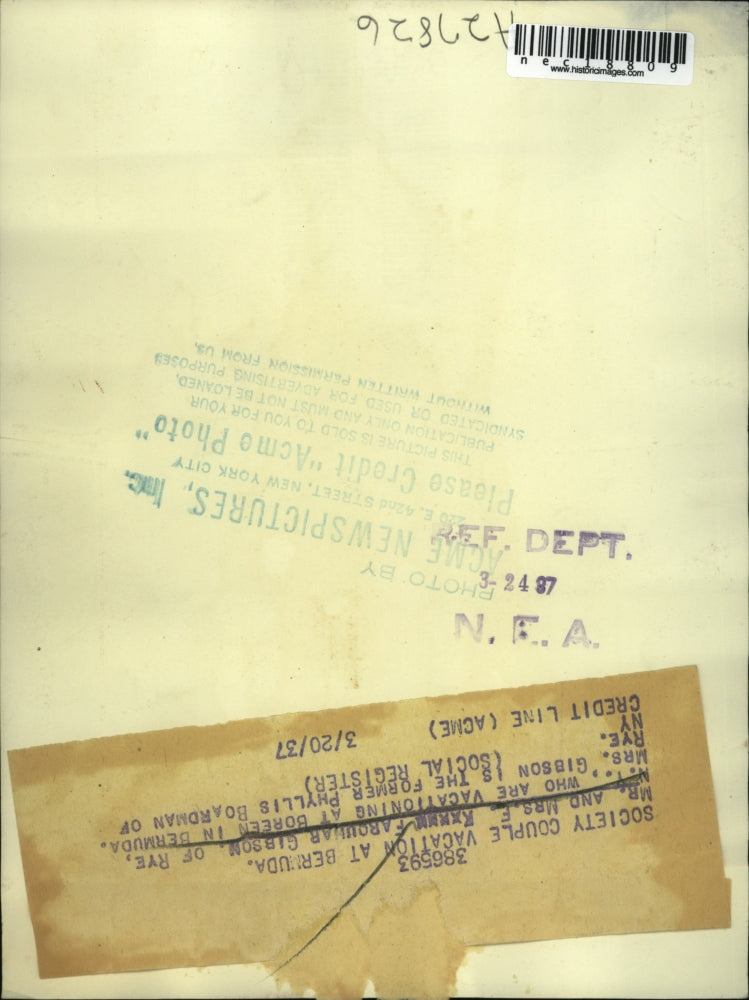 A27826
nec18809
www.historicimages.com
PHOTO BY
ACME NEWSPICTURES, Inc.
220 E. 42nd STREET, NEW YORK CITY
Please Credit "Acme Photo"
THIS PICTURE IS SOLD TO YOU FOR YOUR
PUBLICATION ONLY AND MUST NOT BE LOANED,
SYNDICATED OR USED FOR ADVERTISING PURPOSES
WITHOUT WRITTEN PERMISSION FROM US.
REF. DEPT.
3-24 37
N. E. A.
386593
SOCIETY COUPLE VACATION AT BERMUDA.
MR. AND MRS. F. FARQUHAR GIBSON OF RYE,
N.Y., WHO ARE VACATIONING AT BOREEN IN BERMUDA.
MRS. GIBSON IS THE FORMER PHYLLIS BOARDMAN OF
RYE. (SOCIAL REGISTER)
NY
CREDIT LINE (ACME) 3/20/37